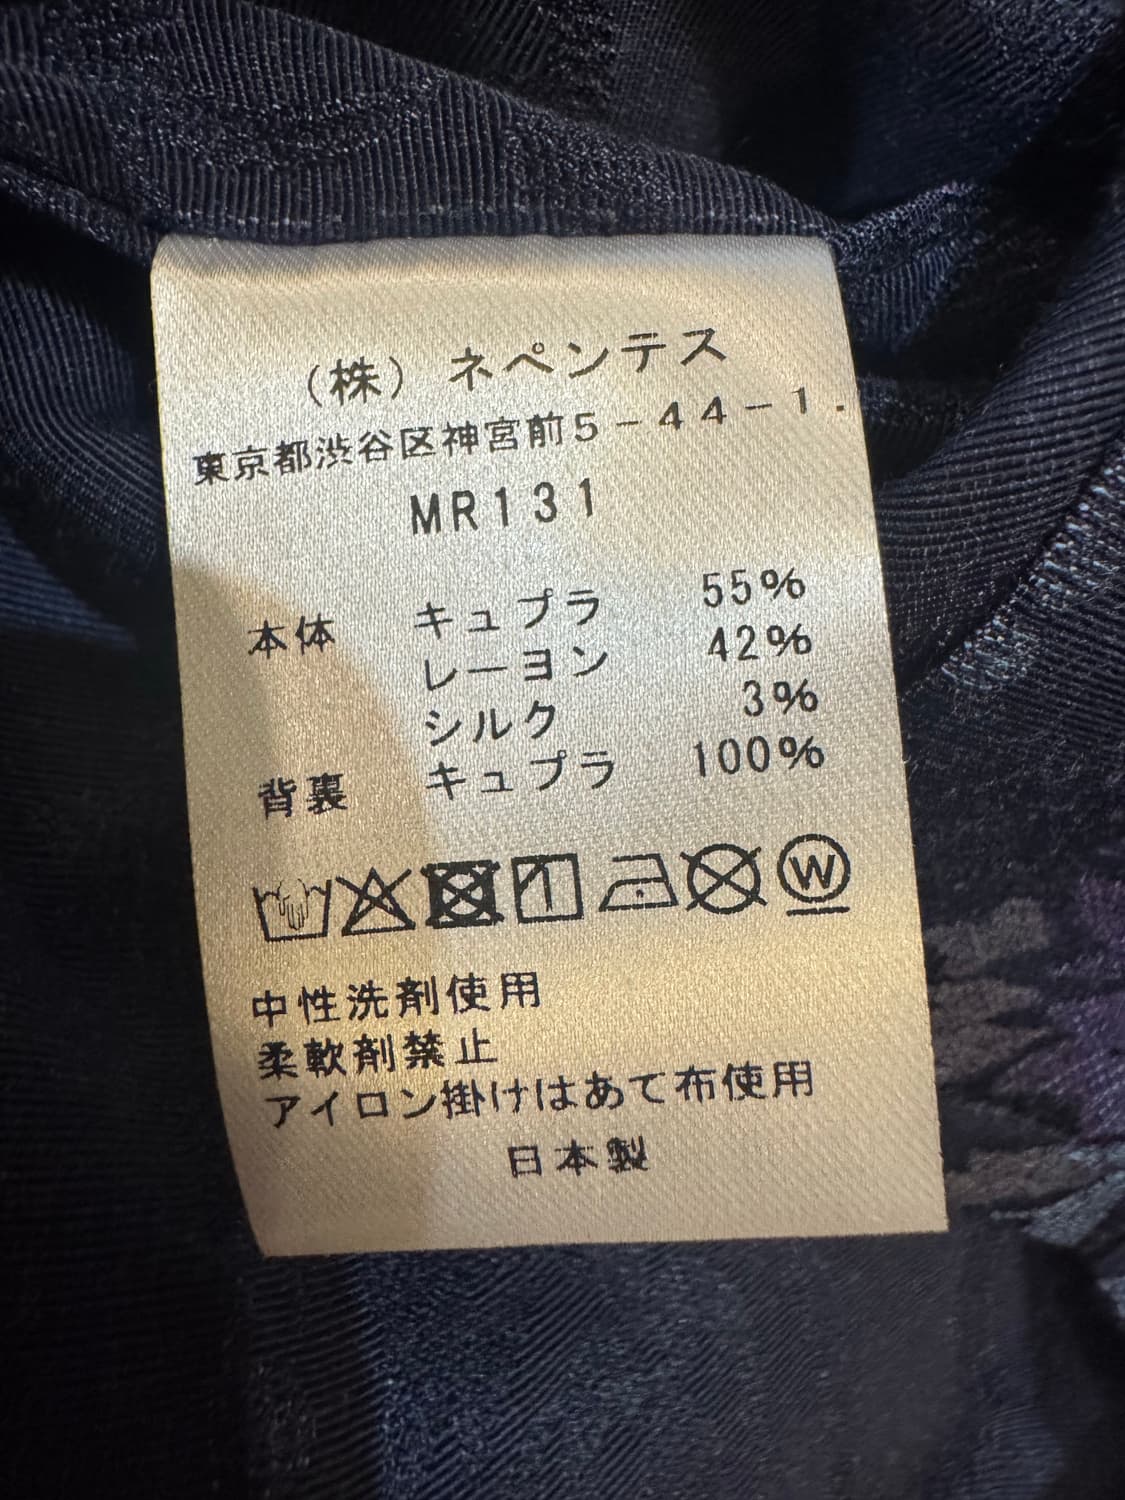 (株) ネペンテス
東京都渋谷区神宮前5-44-1.
MR131
本体 キュプラ 55%
レーヨン 42%
シルク 3%
背裏 キュプラ 100%
W
中性洗剤使用
柔軟剤禁止
アイロン掛けはあて布使用
日本製